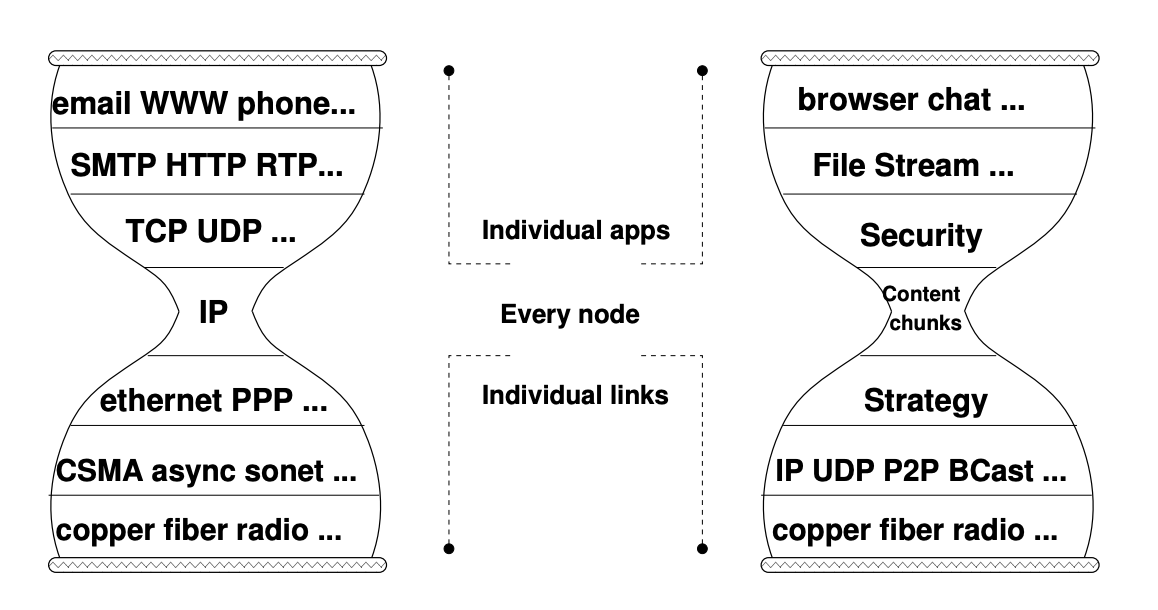 email WWW phone...
SMTP HTTP RTP...
TCP UDP ...
IP
ethernet PPP ...
CSMA async sonet ...
copper fiber radio ...
Individual apps
Every node
Individual links
browser chat ...
File Stream ...
Security
Content
chunks
Strategy
IP UDP P2P BCast ...
copper fiber radio ...